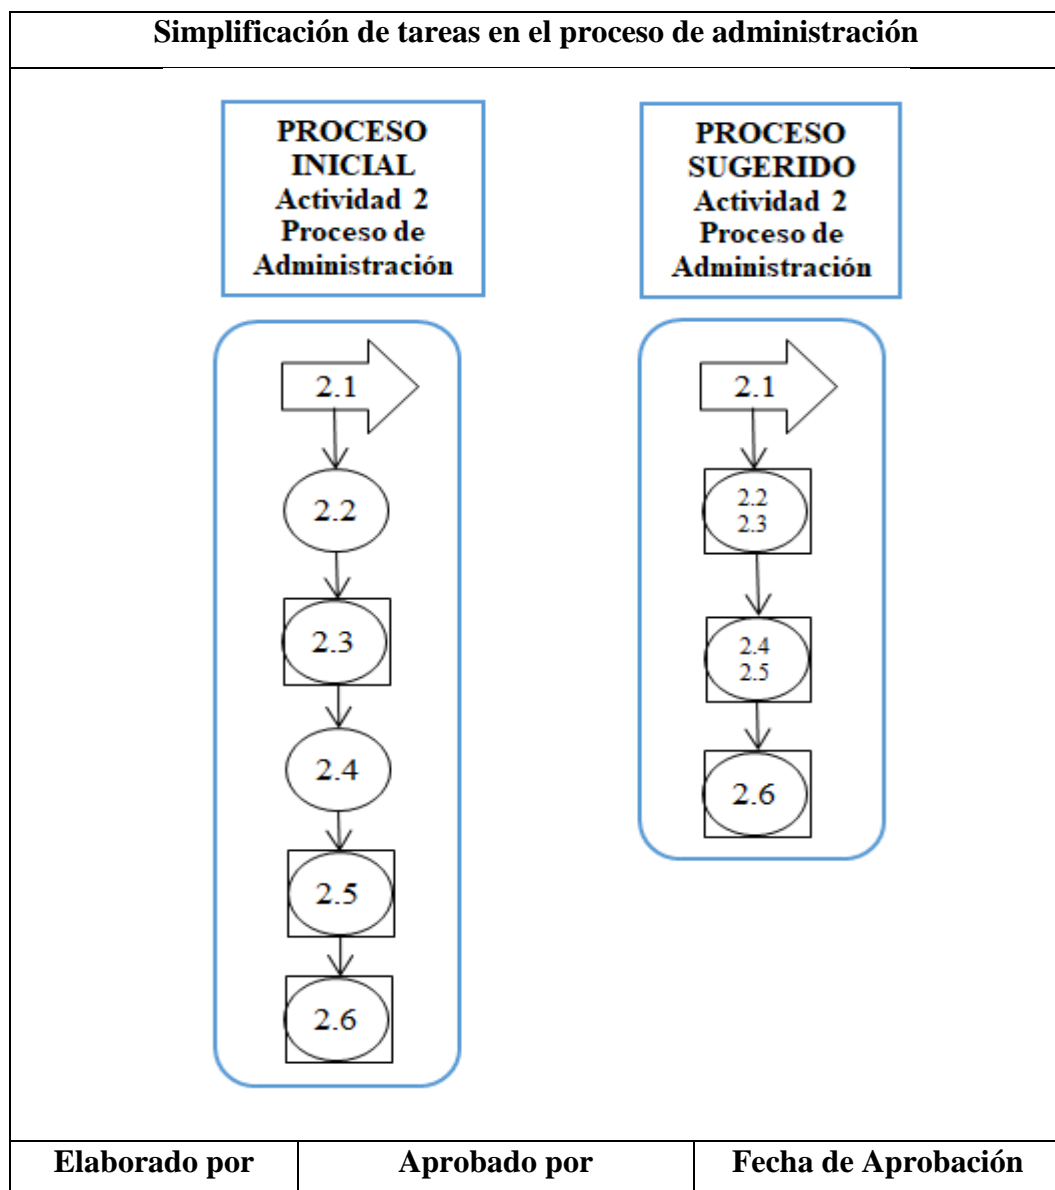 Simplificación de tareas en el proceso de administración
PROCESO
INICIAL
Actividad 2
Proceso de
Administración
2.1
2.2
2.3
2.4
2.5
2.6
PROCESO
SUGERIDO
Actividad 2
Proceso de
Administración
2.1
2.2
2.3
2.4
2.5
2.6
Elaborado por
Aprobado por
Fecha de Aprobación